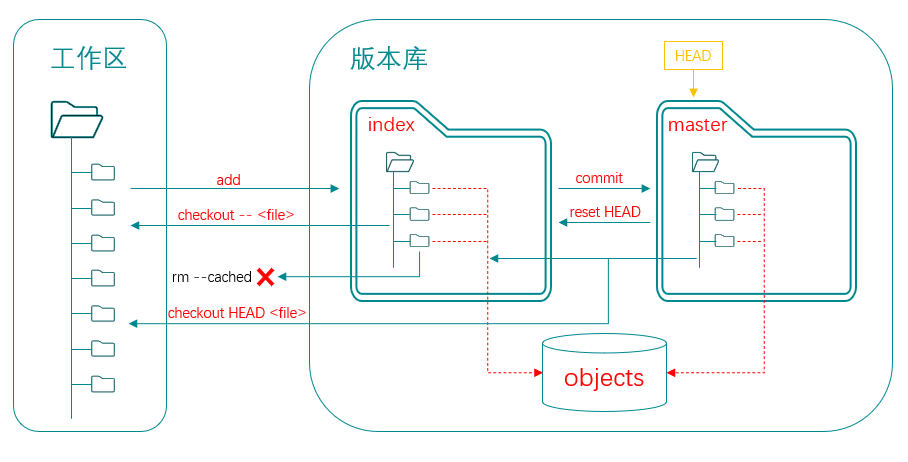 工作区
版本库
HEAD
index
master
add
commit
checkout -- <file>
reset HEAD
rm --cached
checkout HEAD <file>
objects